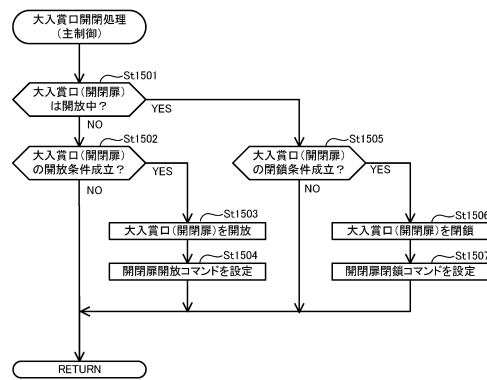 大入賞口開閉処理
(主制御)
St1501
大入賞口(開閉扉)
は開放中?
YES
NO
St1502
大入賞口(開閉扉)
の開放条件成立?
YES
NO
St1505
大入賞口(開閉扉)
の閉鎖条件成立?
YES
NO
St1503
大入賞口(開閉扉)を開放
St1504
開閉扉開放コマンドを設定
St1506
大入賞口(開閉扉)を閉鎖
St1507
開閉扉閉鎖コマンドを設定
RETURN